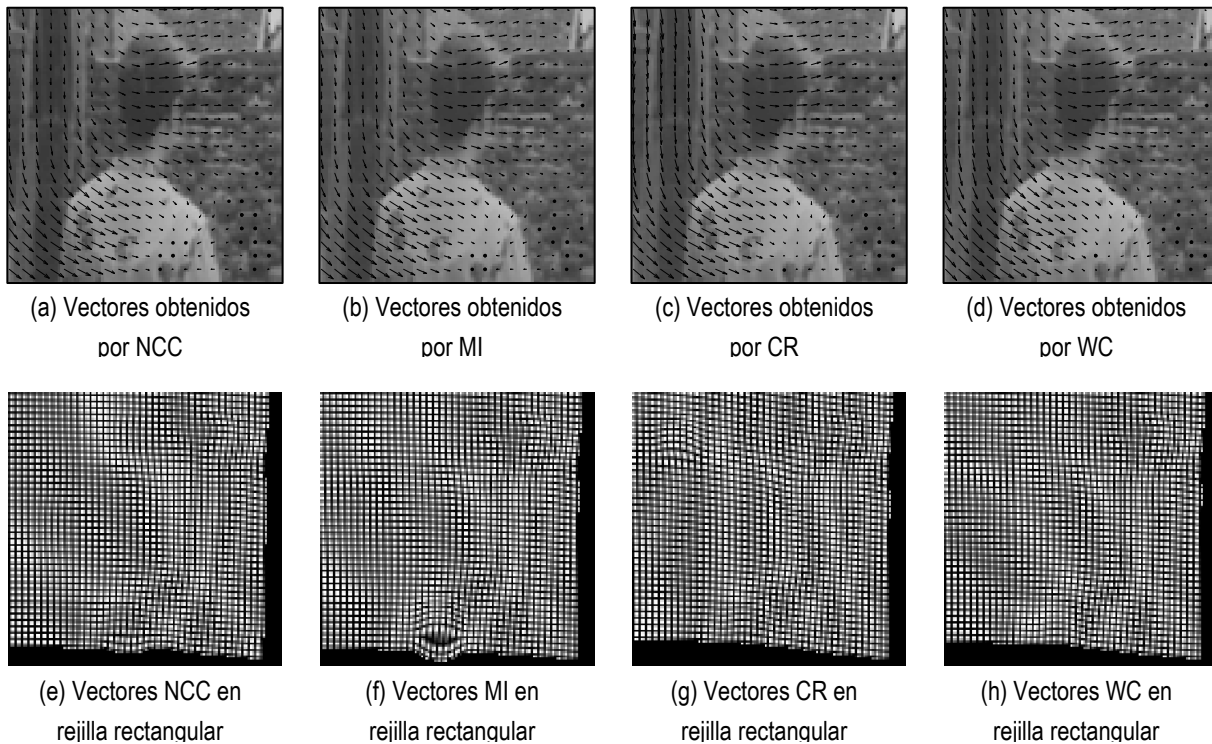 (a) Vectores obtenidos
por NCC
(b) Vectores obtenidos
por MI
(c) Vectores obtenidos
por CR
(d) Vectores obtenidos
por WC
(e) Vectores NCC en
rejilla rectangular
(f) Vectores MI en
rejilla rectangular
(g) Vectores CR en
rejilla rectangular
(h) Vectores WC en
rejilla rectangular